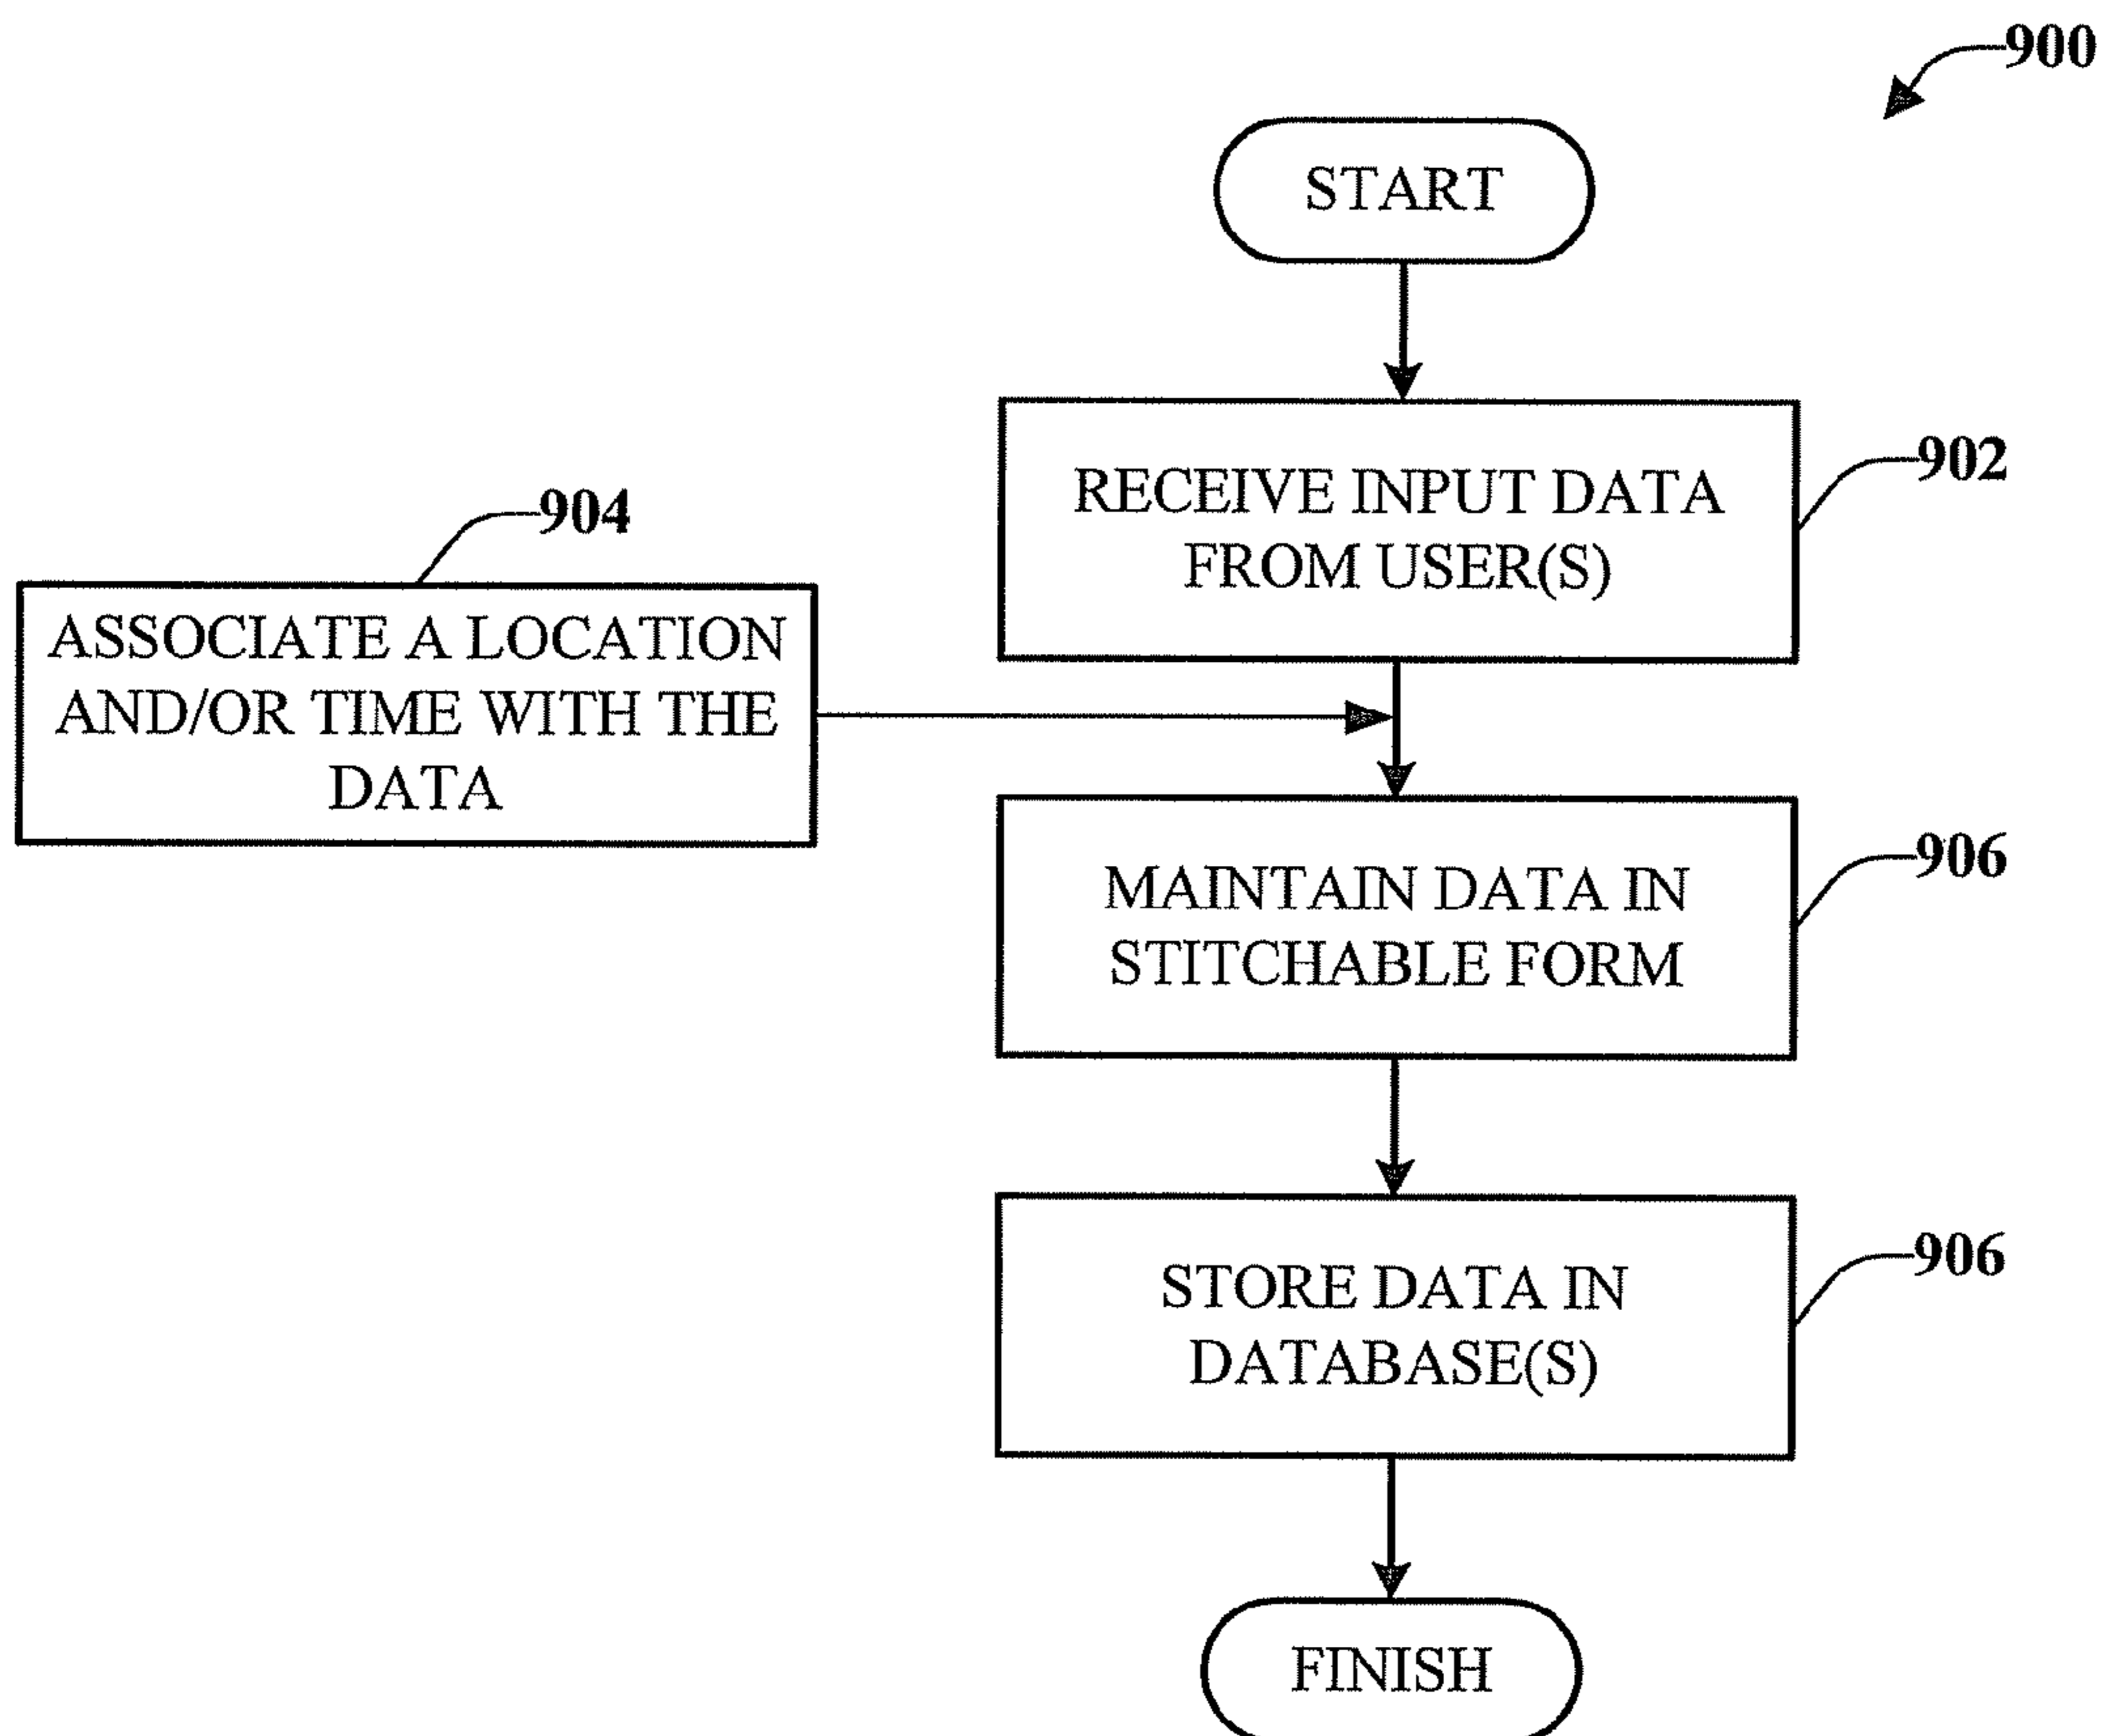 900
START
RECEIVE INPUT DATA
FROM USER(S)
902
904
ASSOCIATE A LOCATION
AND/OR TIME WITH THE
DATA
MAINTAIN DATA IN
STITCHABLE FORM
906
STORE DATA IN
DATABASE(S)
906
FINISH